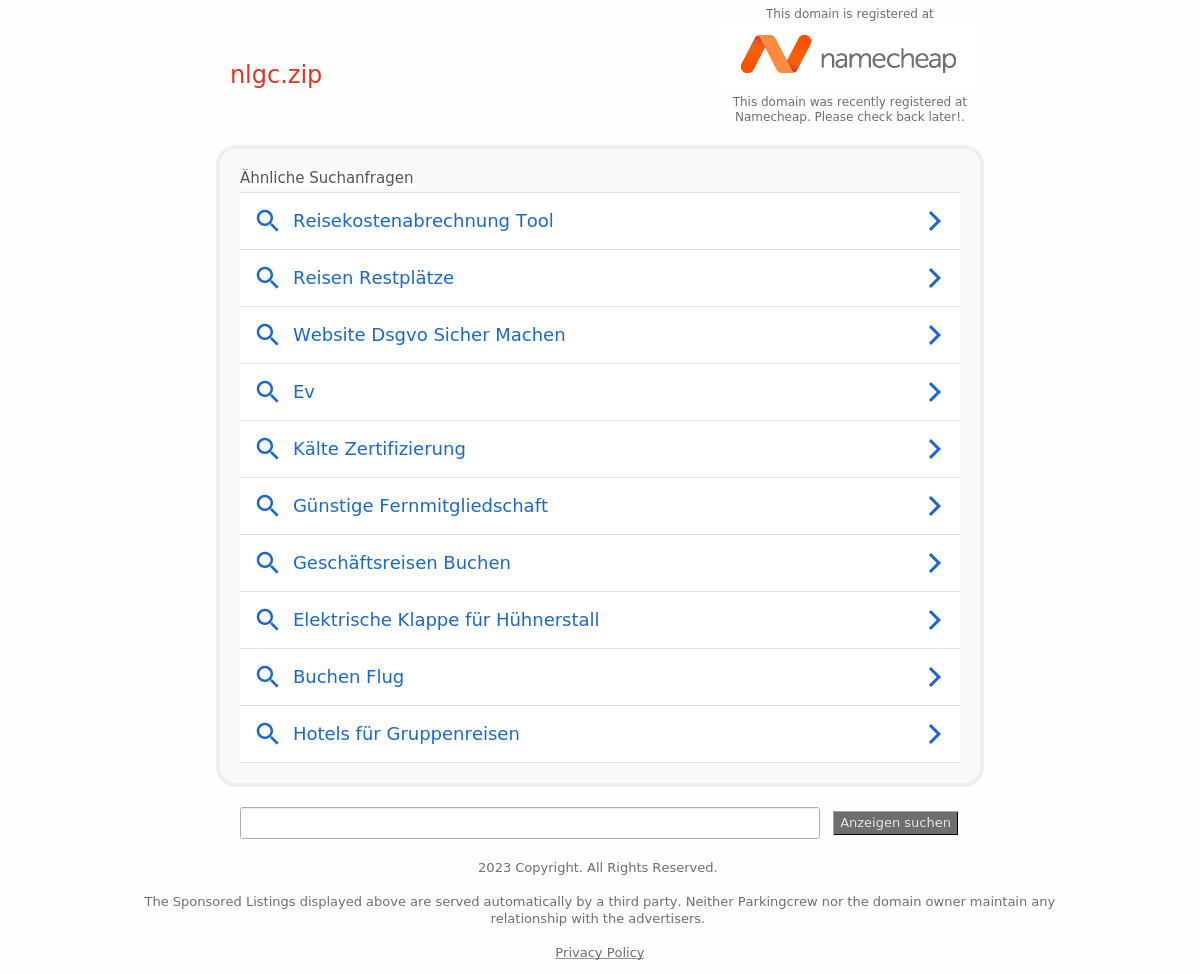 This domain is registered at
namecheap
nlgc.zip
This domain was recently registered at
Namecheap. Please check back later!.
Ähnliche Suchanfragen
Reisekostenabrechnung Tool
Reisen Restplätze
Website Dsgvo Sicher Machen
Ev
Kälte Zertifizierung
Günstige Fernmitgliedschaft
Geschäftsreisen Buchen
Elektrische Klappe für Hühnerstall
Buchen Flug
Hotels für Gruppenreisen
Anzeigen suchen
2023 Copyright. All Rights Reserved.
The Sponsored Listings displayed above are served automatically by a third party. Neither Parkingcrew nor the domain owner maintain any
relationship with the advertisers.
Privacy Policy